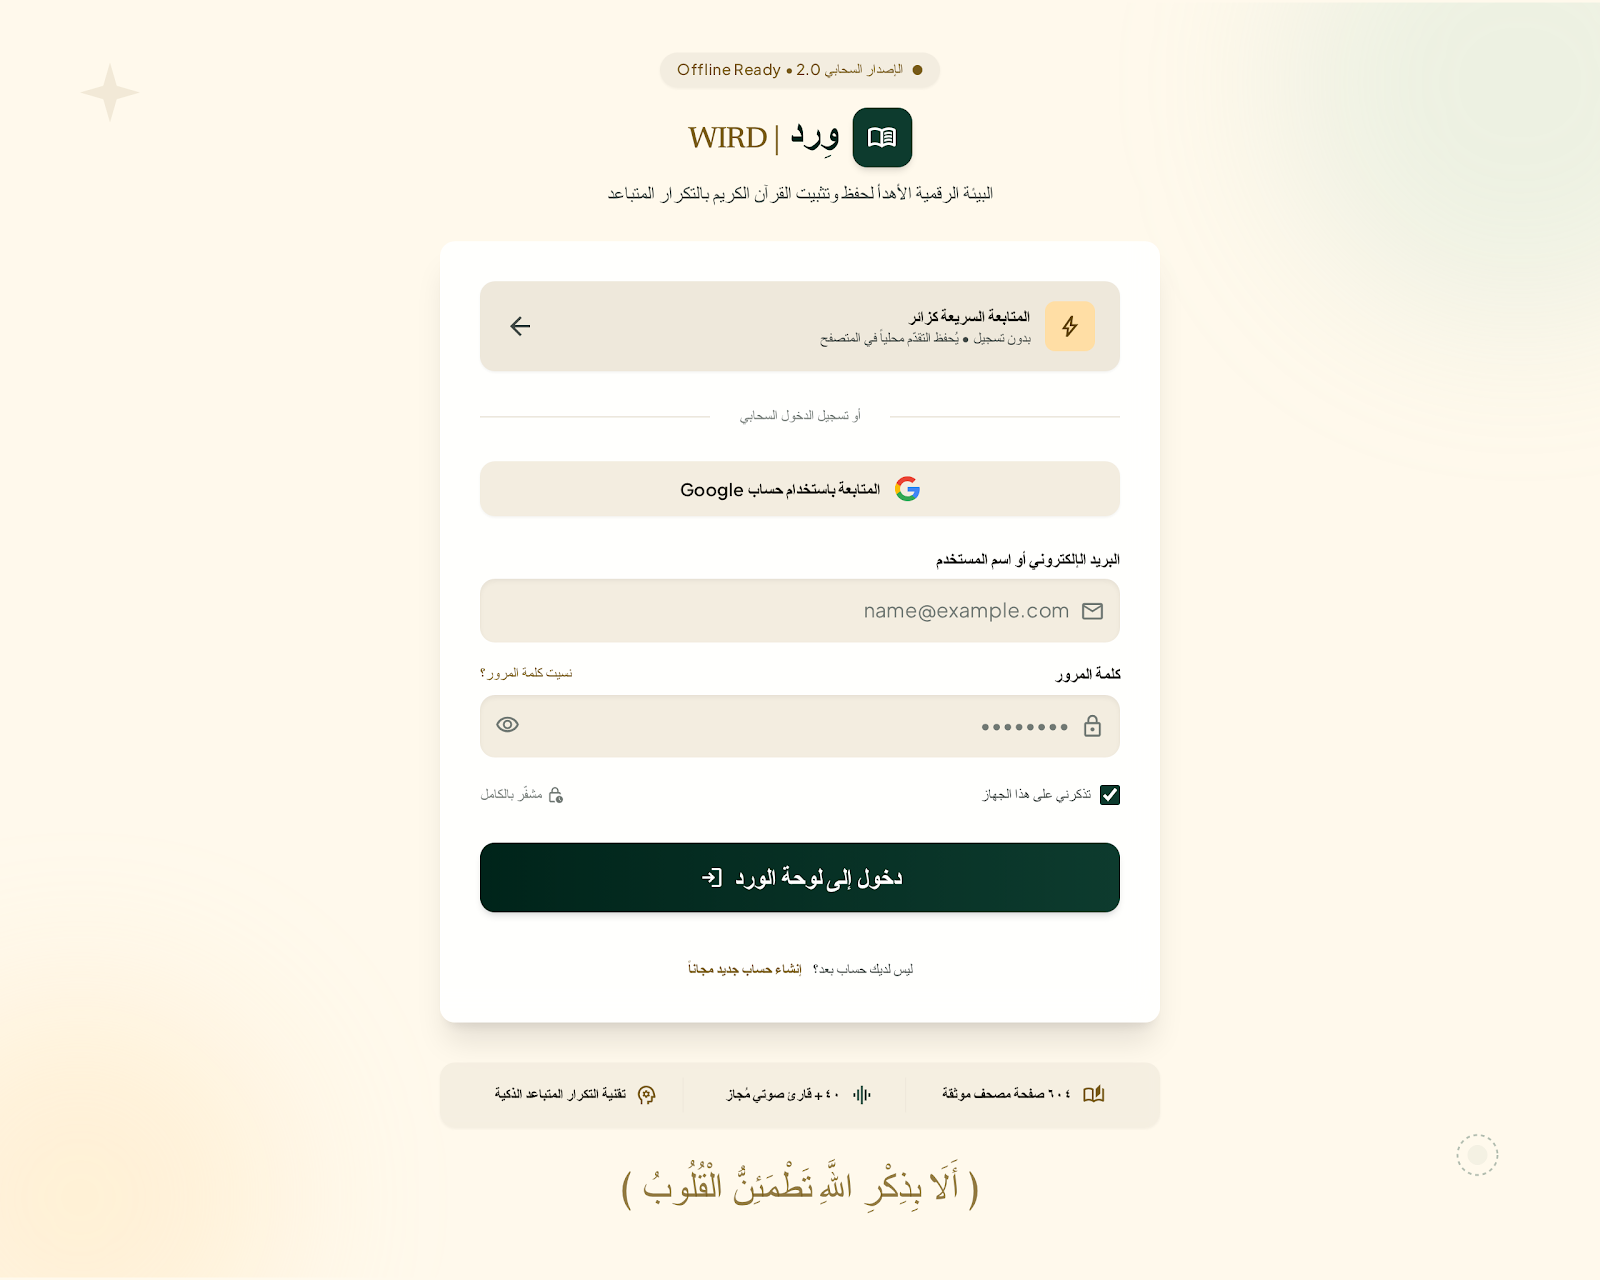 الإصدار السحابي 2.0 • Offline Ready
وِرد | WIRD
البيئة الرقمية الأهدأ لحفظ وتثبيت القرآن الكريم بالتكرار المتباعد
المتابعة السريعة كزائر
بدون تسجيل • يُحفظ التقدّم محلياً في المتصفح
أو تسجيل الدخول السحابي
المتابعة باستخدام حساب Google
البريد الإلكتروني أو اسم المستخدم
name@example.com
كلمة المرور
نسيت كلمة المرور؟
••••••••
تذكرني على هذا الجهاز
مشفّر بالكامل
دخول إلى لوحة الورد
ليس لديك حساب بعد؟ إنشاء حساب جديد مجاناً
٦٠٤ صفحة مصحف موثقة
٤٠+ قارئ صوتي مُجاز
تقنية التكرار المتباعد الذكية
( أَلَا بِذِكْرِ اللَّهِ تَطْمَئِنُّ الْقُلُوبُ )